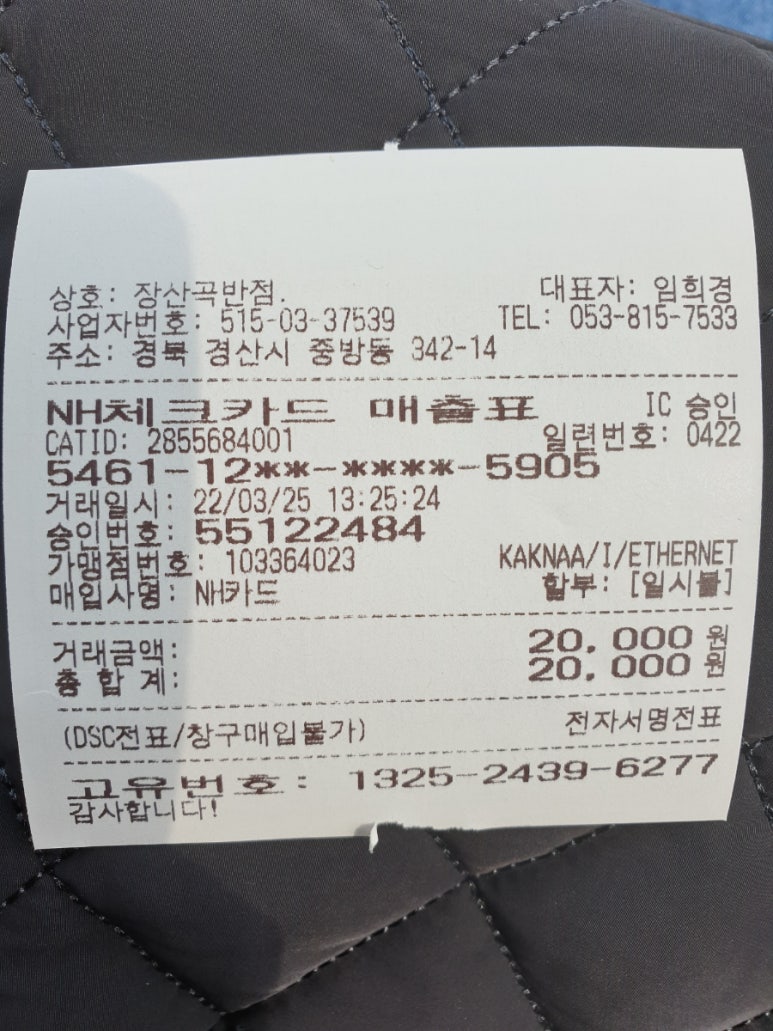 상호: 장산곡반점. 대표자: 임희경
사업자번호: 515-03-37539 TEL: 053-815-7533
주소: 경북 경산시 중방동 342-14
NH체크카드 매출표 IC 승인
CATID: 2855684001 일련번호: 0422
5461-12**-****-5905
거래일시: 22/03/25 13:25:24
승인번호: 55122484
가맹점번호: 103364023 KAKNAA/I/ETHERNET
매입사명: NH카드 할부: [일시불]
거래금액: 20,000 원
총 합 계: 20,000 원
(DSC전표/창구매입불가) 전자서명전표
고유번호: 1325-2439-6277
감사합니다!